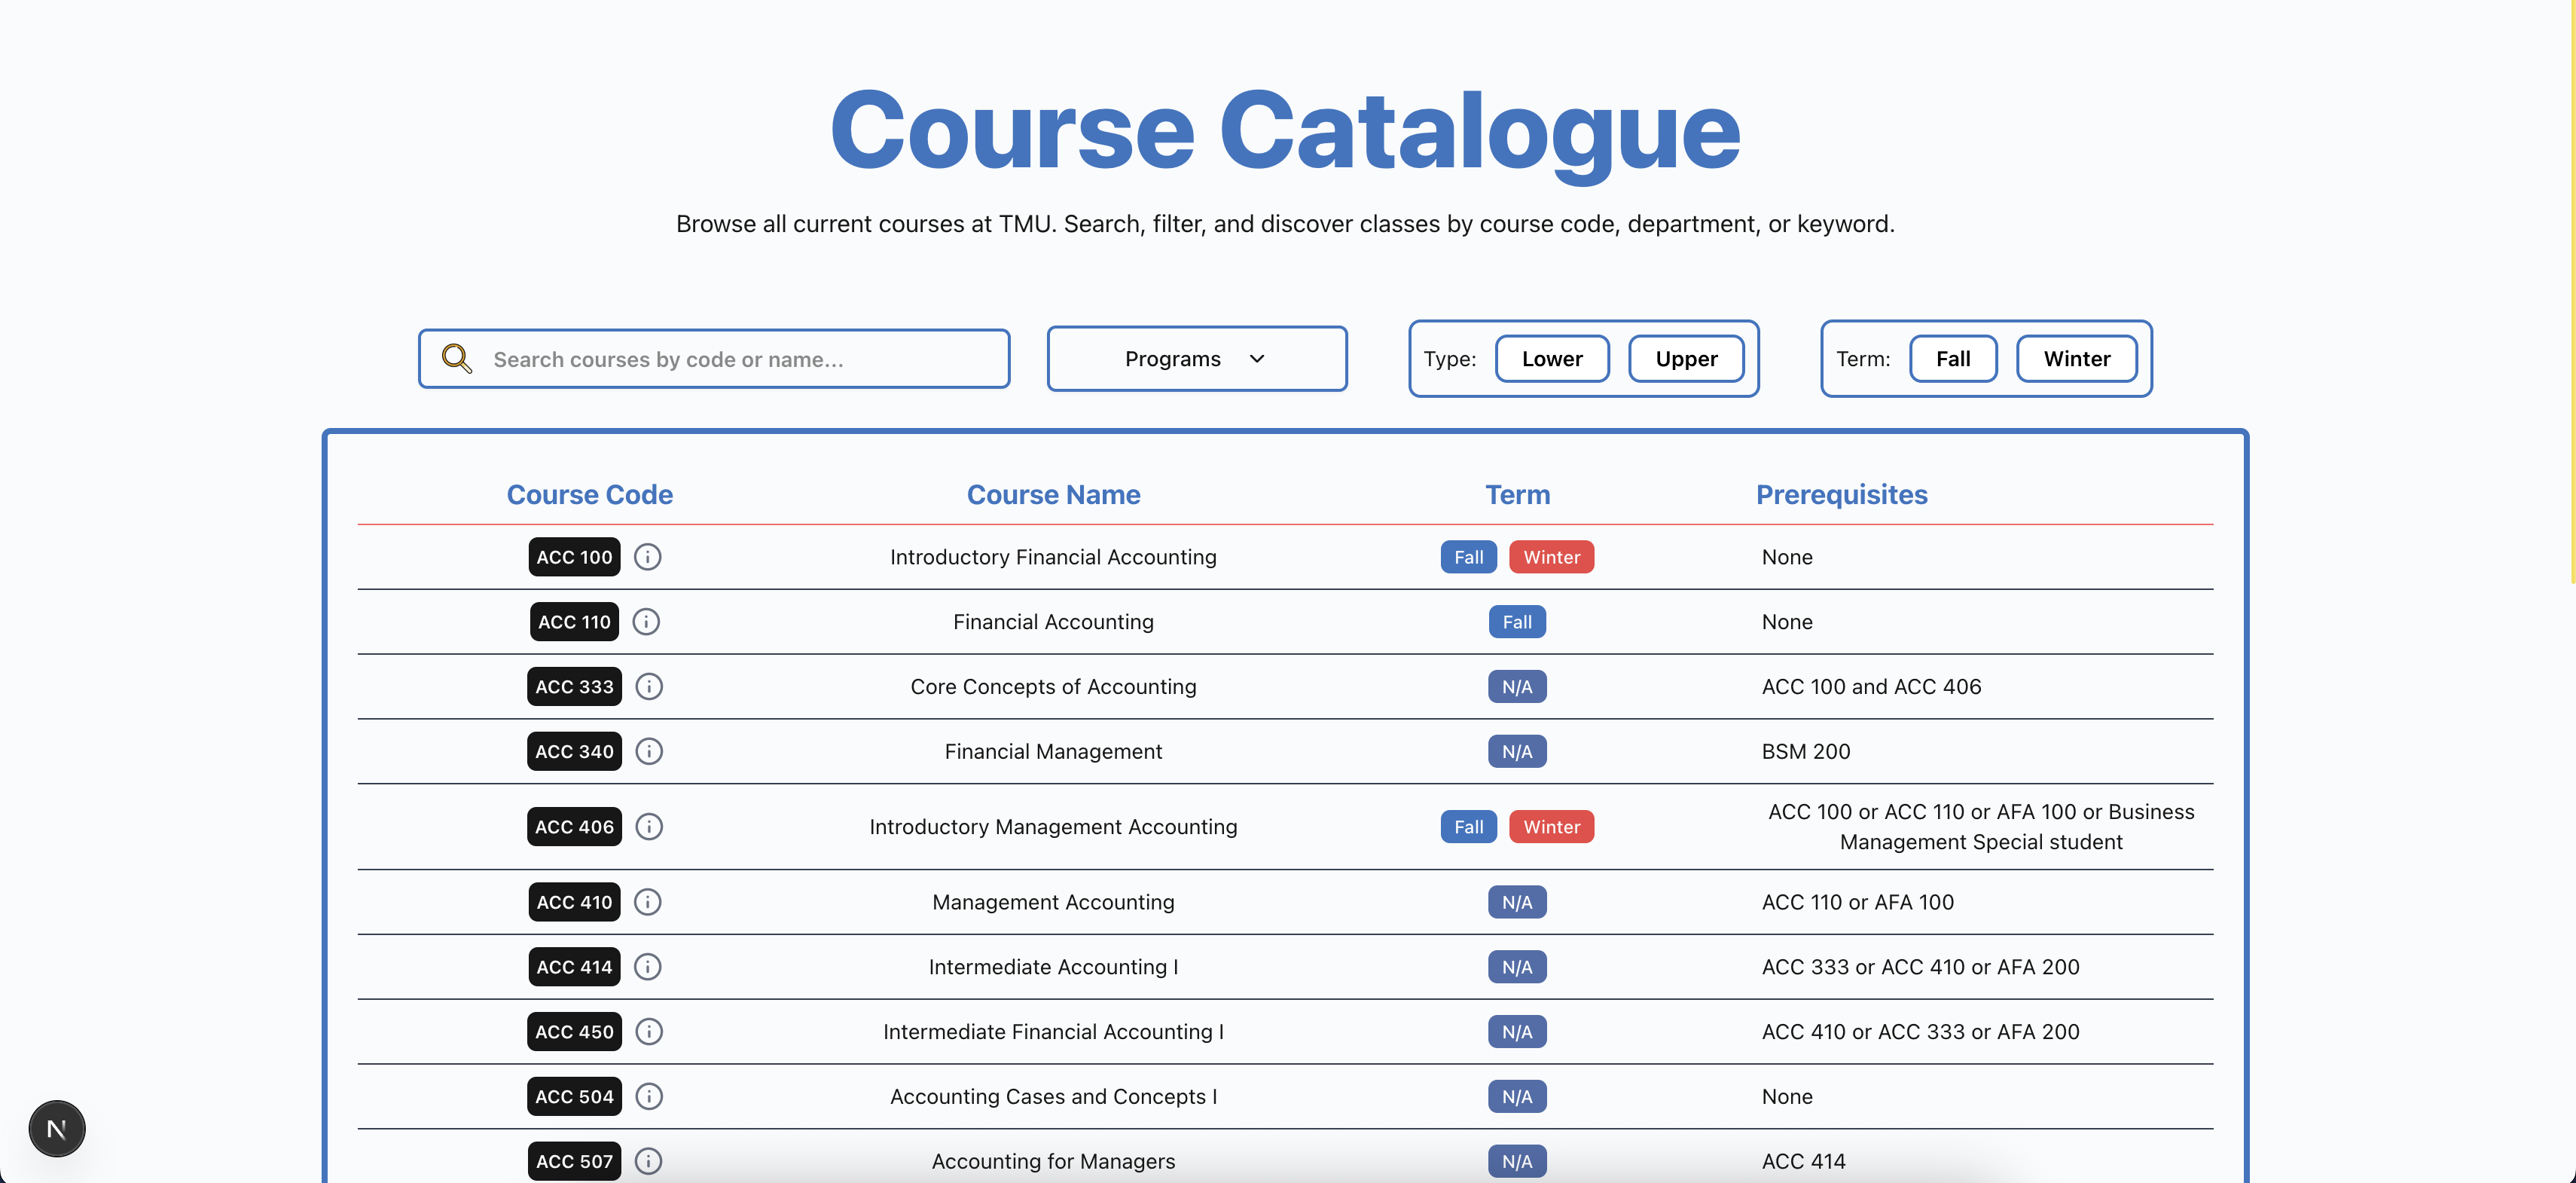 Course Catalogue
Browse all current courses at TMU. Search, filter, and discover classes by course code, department, or keyword.
Search courses by code or name... Programs Type: Lower Upper Term: Fall Winter
Course Code Course Name Term Prerequisites
ACC 100 Introductory Financial Accounting Fall Winter None
ACC 110 Financial Accounting Fall None
ACC 333 Core Concepts of Accounting N/A ACC 100 and ACC 406
ACC 340 Financial Management N/A BSM 200
ACC 406 Introductory Management Accounting Fall Winter ACC 100 or ACC 110 or AFA 100 or Business
Management Special student
ACC 410 Management Accounting N/A ACC 110 or AFA 100
ACC 414 Intermediate Accounting I N/A ACC 333 or ACC 410 or AFA 200
ACC 450 Intermediate Financial Accounting I N/A ACC 410 or ACC 333 or AFA 200
ACC 504 Accounting Cases and Concepts I N/A None
ACC 507 Accounting for Managers N/A ACC 414
N